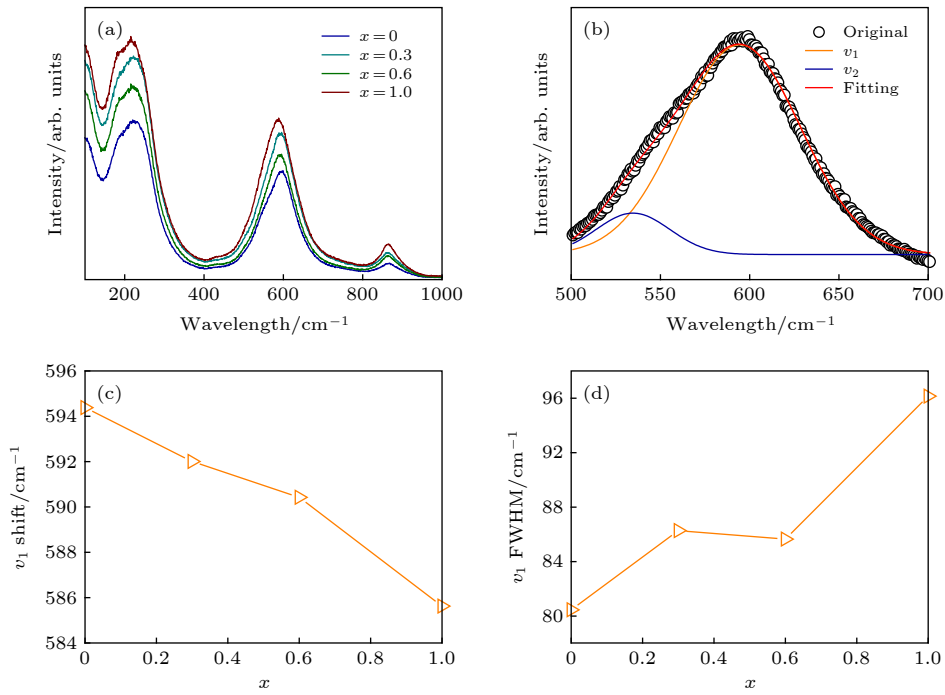 (a)
x = 0
x = 0.3
x = 0.6
x = 1.0
Intensity/arb. units
200 400 600 800 1000
Wavelength/cm⁻¹
(b)
Original
v₁
v₂
Fitting
Intensity/arb. units
500 550 600 650 700
Wavelength/cm⁻¹
(c)
596
594
592
590
588
586
584
v₁ shift/cm⁻¹
0 0.2 0.4 0.6 0.8 1.0
x
(d)
96
92
88
84
80
v₁ FWHM/cm⁻¹
0 0.2 0.4 0.6 0.8 1.0
x